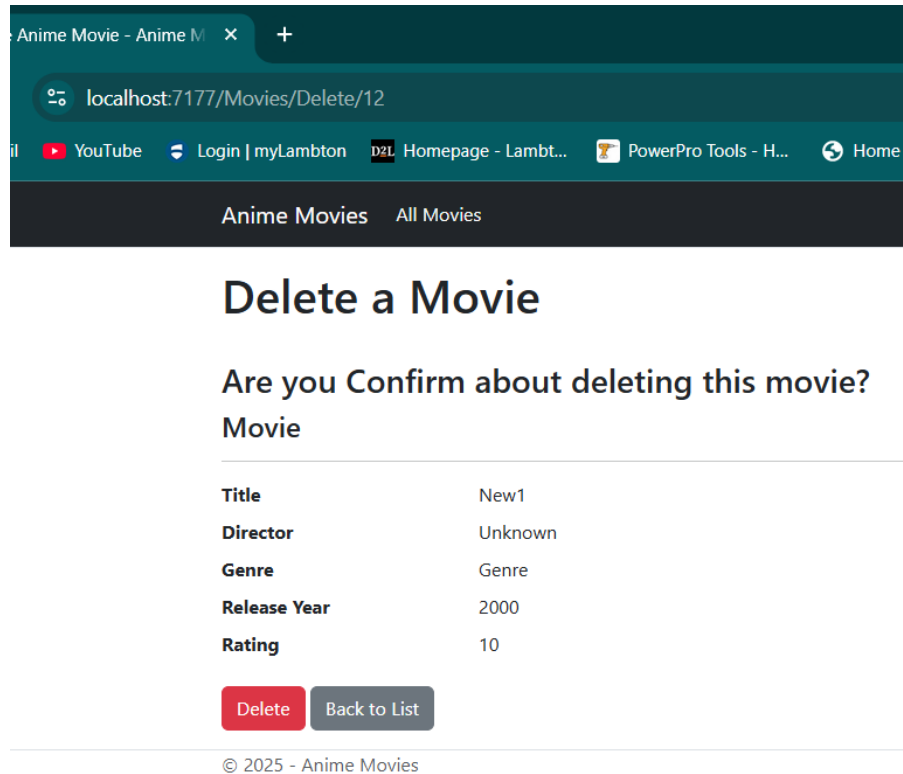 Anime Movie - Anime M
localhost:7177/Movies/Delete/12
il YouTube Login | myLambton D2L Homepage - Lambt... PowerPro Tools - H... Home
Anime Movies All Movies
Delete a Movie
Are you Confirm about deleting this movie?
Movie
Title New1
Director Unknown
Genre Genre
Release Year 2000
Rating 10
Delete Back to List
© 2025 - Anime Movies